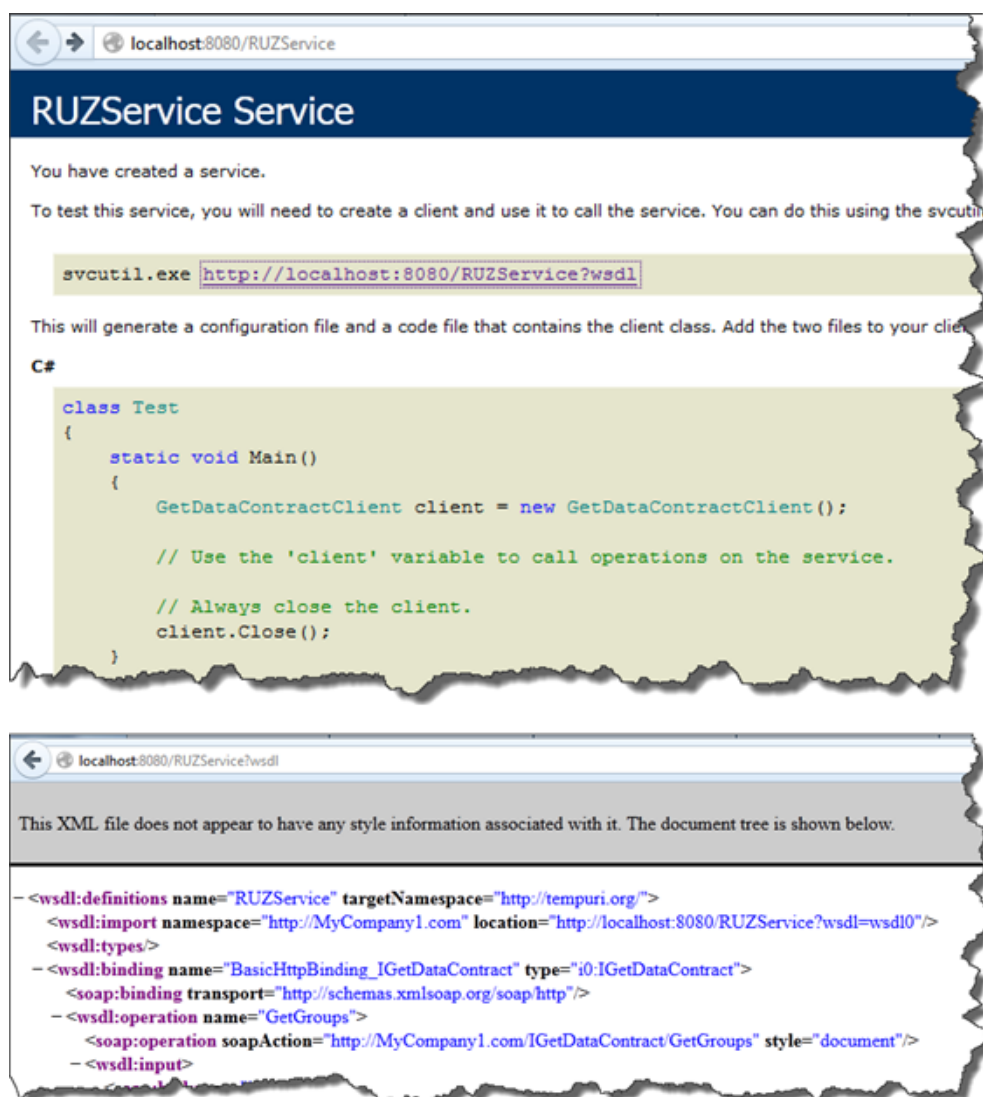 localhost:8080/RUZService
RUZService Service
You have created a service.
To test this service, you will need to create a client and use it to call the service. You can do this using the
svcutil.exe http://localhost:8080/RUZService?wsdl
This will generate a configuration file and a code file that contains the client class. Add the two files to your
C#
class Test
{
static void Main()
{
GetDataContractClient client = new GetDataContractClient();
// Use the 'client' variable to call operations on the service.
// Always close the client.
client.Close();
}
localhost:8080/RUZService?wsdl
This XML file does not appear to have any style information associated with it. The document tree is shown below.
− <wsdl:definitions name="RUZService" targetNamespace="http://tempuri.org/">
<wsdl:import namespace="http://MyCompany1.com" location="http://localhost:8080/RUZService?wsdl=wsdl0"/>
<wsdl:types/>
− <wsdl:binding name="BasicHttpBinding_IGetDataContract" type="i0:IGetDataContract">
<soap:binding transport="http://schemas.xmlsoap.org/soap/http"/>
− <wsdl:operation name="GetGroups">
<soap:operation soapAction="http://MyCompany1.com/IGetDataContract/GetGroups" style="document"/>
− <wsdl:input>